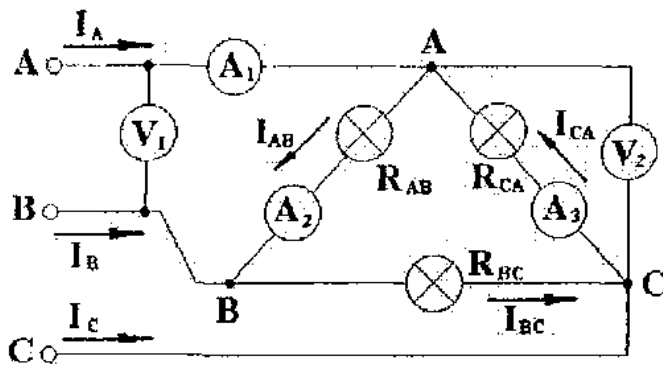 I_A
A A₁ A
V₁ I_AB I_CA V₂
R_AB R_CA
B A₂ A₃
I_B R_BC
B I_BC C
I_C
C